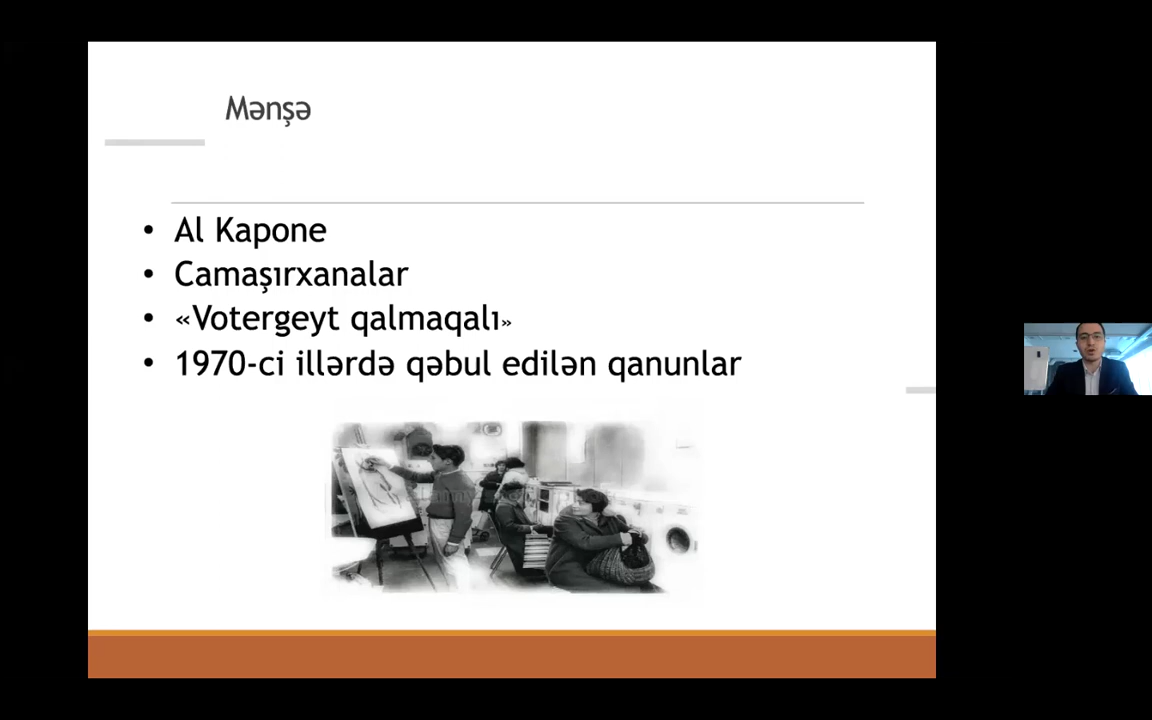 Mənşə
• Al Kapone
• Camaşırxanalar
• «Votergeyt qalmaqalı»
• 1970-ci illərdə qəbul edilən qanunlar